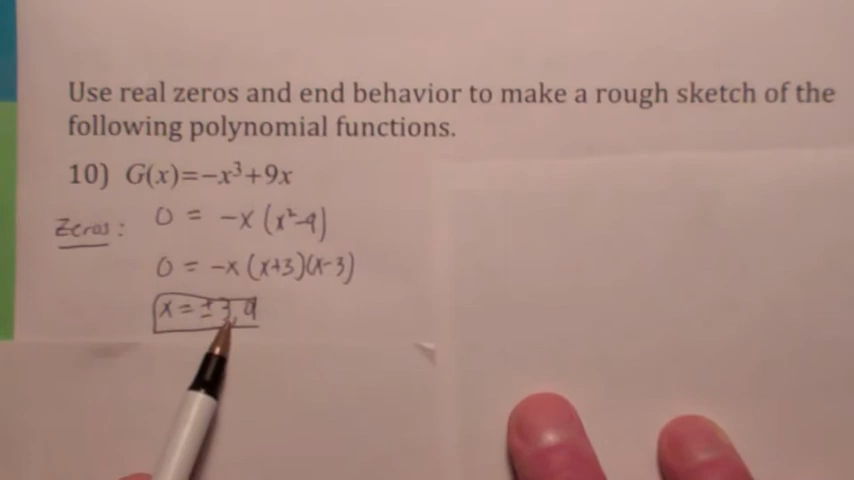 Use real zeros and end behavior to make a rough sketch of the
following polynomial functions.
10) G(x)=−x³+9x
Zeros: 0 = -x (x²-9)
0 = -x (x+3)(x-3)
x = ±3, 9